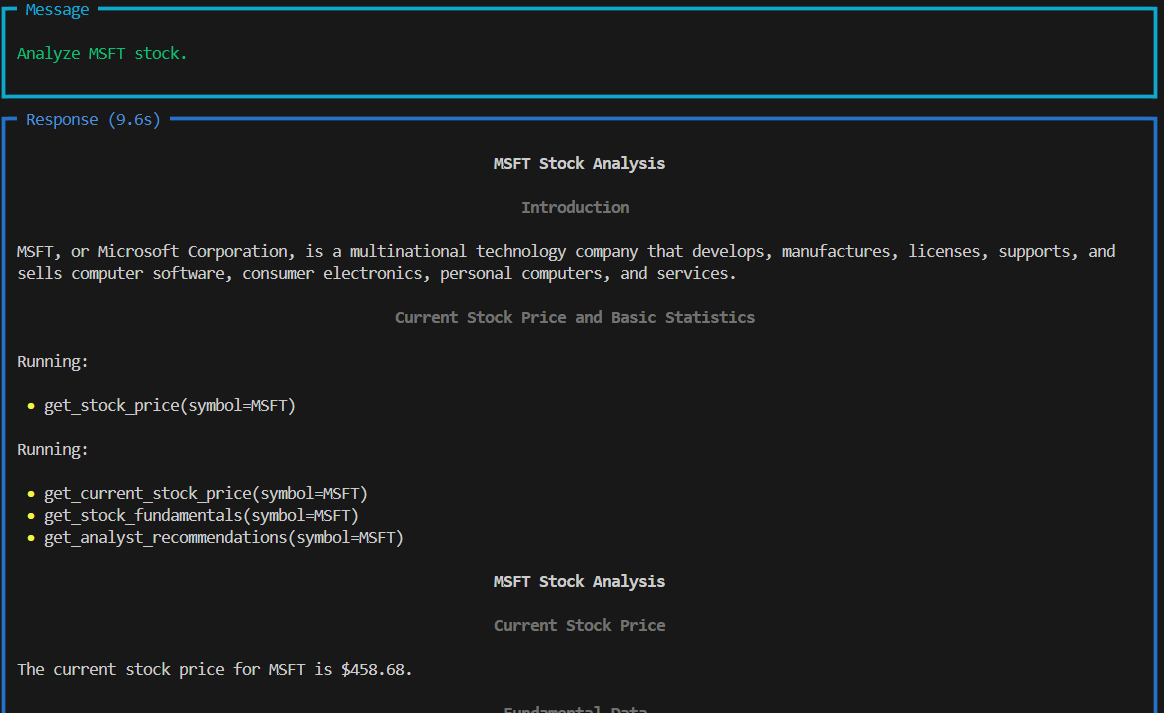 Message
Analyze MSFT stock.
Response (9.6s)
MSFT Stock Analysis
Introduction
MSFT, or Microsoft Corporation, is a multinational technology company that develops, manufactures, licenses, supports, and
sells computer software, consumer electronics, personal computers, and services.
Current Stock Price and Basic Statistics
Running:
• get_stock_price(symbol=MSFT)
Running:
• get_current_stock_price(symbol=MSFT)
• get_stock_fundamentals(symbol=MSFT)
• get_analyst_recommendations(symbol=MSFT)
MSFT Stock Analysis
Current Stock Price
The current stock price for MSFT is $458.68.
Fundamental Data